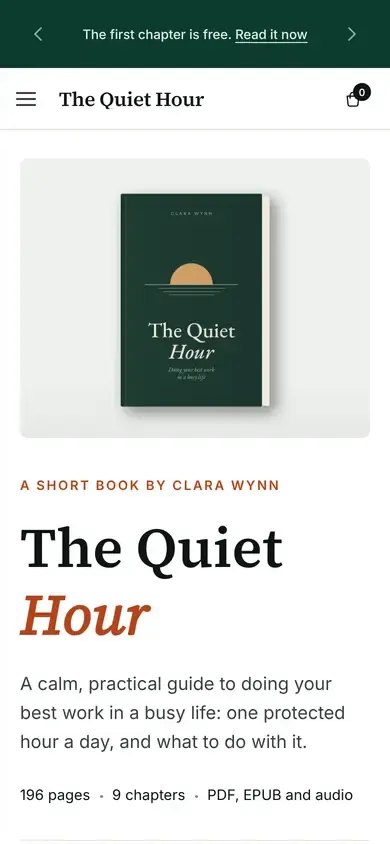 The first chapter is free. Read it now
The Quiet Hour
0
CLARA WYNN
The Quiet
Hour
Doing your best work
in a busy life
A SHORT BOOK BY CLARA WYNN
The Quiet
Hour
A calm, practical guide to doing your
best work in a busy life: one protected
hour a day, and what to do with it.
196 pages • 9 chapters • PDF, EPUB and audio